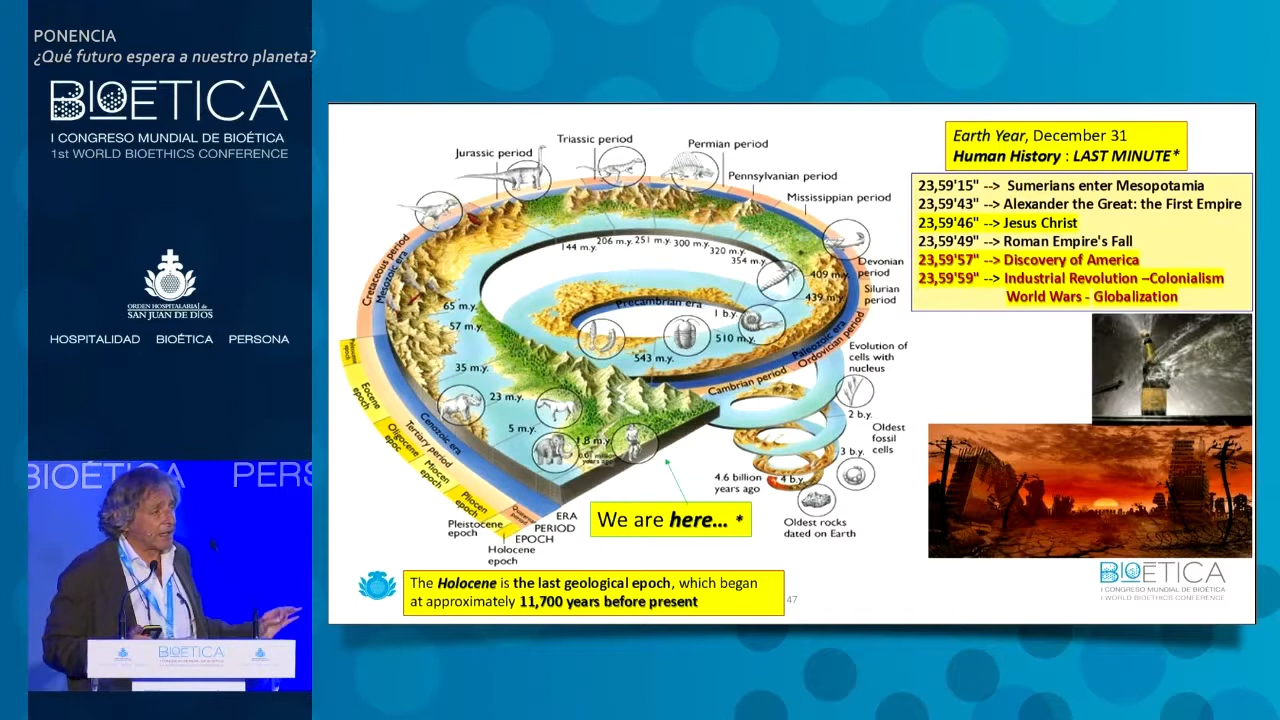 PONENCIA
¿Qué futuro espera a nuestro planeta?
BIOÉTICA
I CONGRESO MUNDIAL DE BIOÉTICA
1st WORLD BIOETHICS CONFERENCE
ORDEN HOSPITALARIA de
SAN JUAN DE DIOS
HOSPITALIDAD BIOÉTICA PERSONA
BIOÉTICA PERS
BIOÉTICA
Triassic period
Jurassic period
Permian period
Pennsylvanian period
Mississippian period
Devonian
period
Silurian
period
Ordovician period
Paleozoic era
Cambrian period
Cretaceous period
Mesozoic era
144 m.y.
206 m.y.
251 m.y.
300 m.y.
320 m.y.
354 m.y.
409 m.y.
439 m.y.
Precambrian era
1 b.y.
510 m.y.
543 m.y.
65 m.y.
57 m.y.
35 m.y.
23 m.y.
5 m.y.
1.8 m.y.
0.01 million
years ago
Evolution of
cells with
nucleus
2 b.y.
Oldest
fossil
cells
3 b.y.
4 b.y.
4.6 billion
years ago
Oldest rocks
dated on Earth
Eocene
epoch
Oligocene
epoc
Miocen
epoch
Pliocen
epoch
Cenozoic era
Tertiary period
Pleistocene
epoch
Holocene
epoch
ERA
PERIOD
EPOCH
We are here... *
Earth Year, December 31
Human History : LAST MINUTE*
23,59'15" --> Sumerians enter Mesopotamia
23,59'43" --> Alexander the Great: the First Empire
23,59'46" --> Jesus Christ
23,59'49" --> Roman Empire's Fall
23,59'57" --> Discovery of America
23,59'59" --> Industrial Revolution –Colonialism
World Wars - Globalization
The Holocene is the last geological epoch, which began
at approximately 11,700 years before present
47
BIOÉTICA
I CONGRESO MUNDIAL DE BIOÉTICA
I WORLD BIOETHICS CONFERENCE